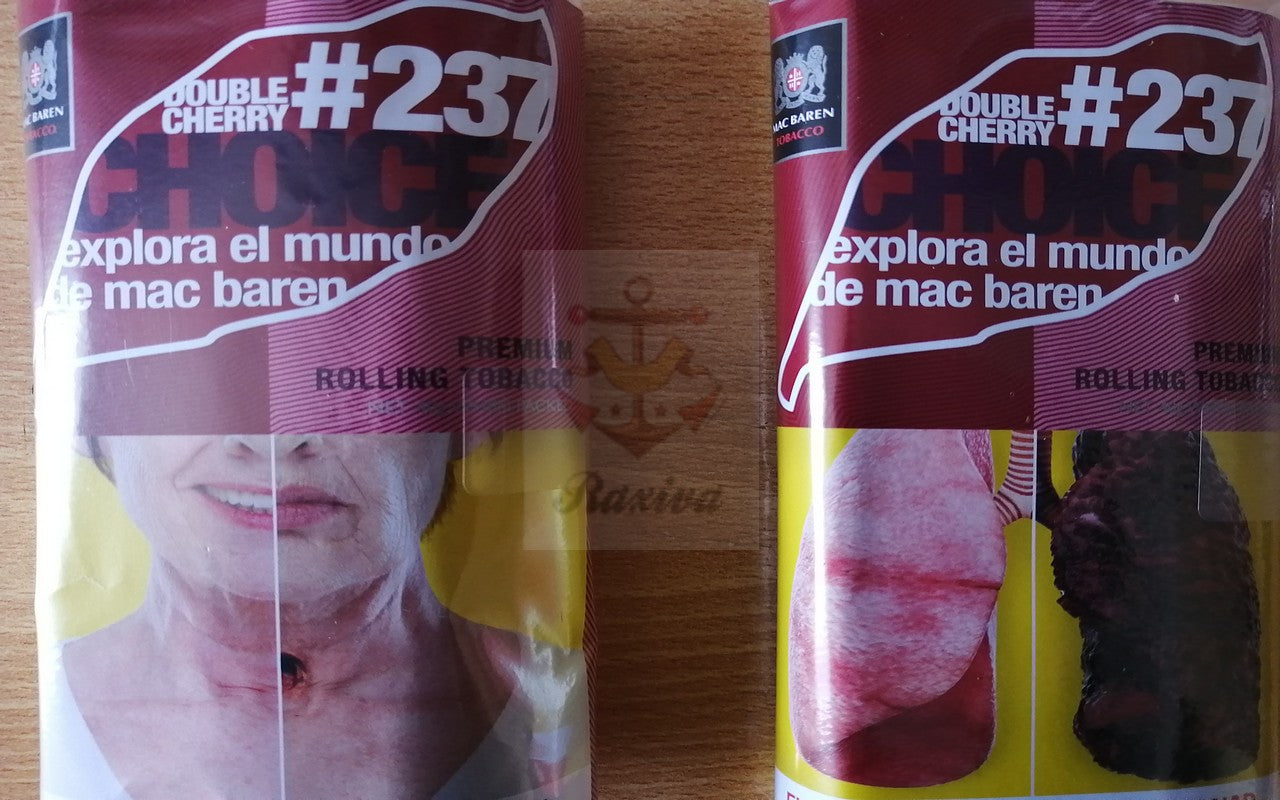 MAC BAREN
TOBACCO
DOUBLE
CHERRY
#237
CHOICE
explora el mundo
de mac baren
PREMIUM
ROLLING TOBACCO
MAC BAREN
TOBACCO
DOUBLE
CHERRY
#237
CHOICE
explora el mundo
de mac baren
PREMIUM
ROLLING TOBACCO
Raxiva